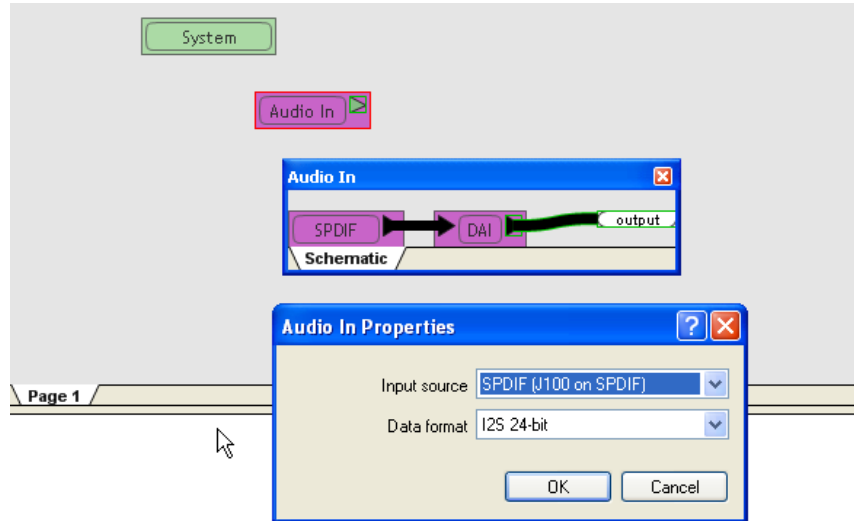 System
Audio In
Audio In
SPDIF DAI output
Schematic
Audio In Properties
Input source SPDIF (J100 on SPDIF)
Page 1
Data format I2S 24-bit
OK Cancel